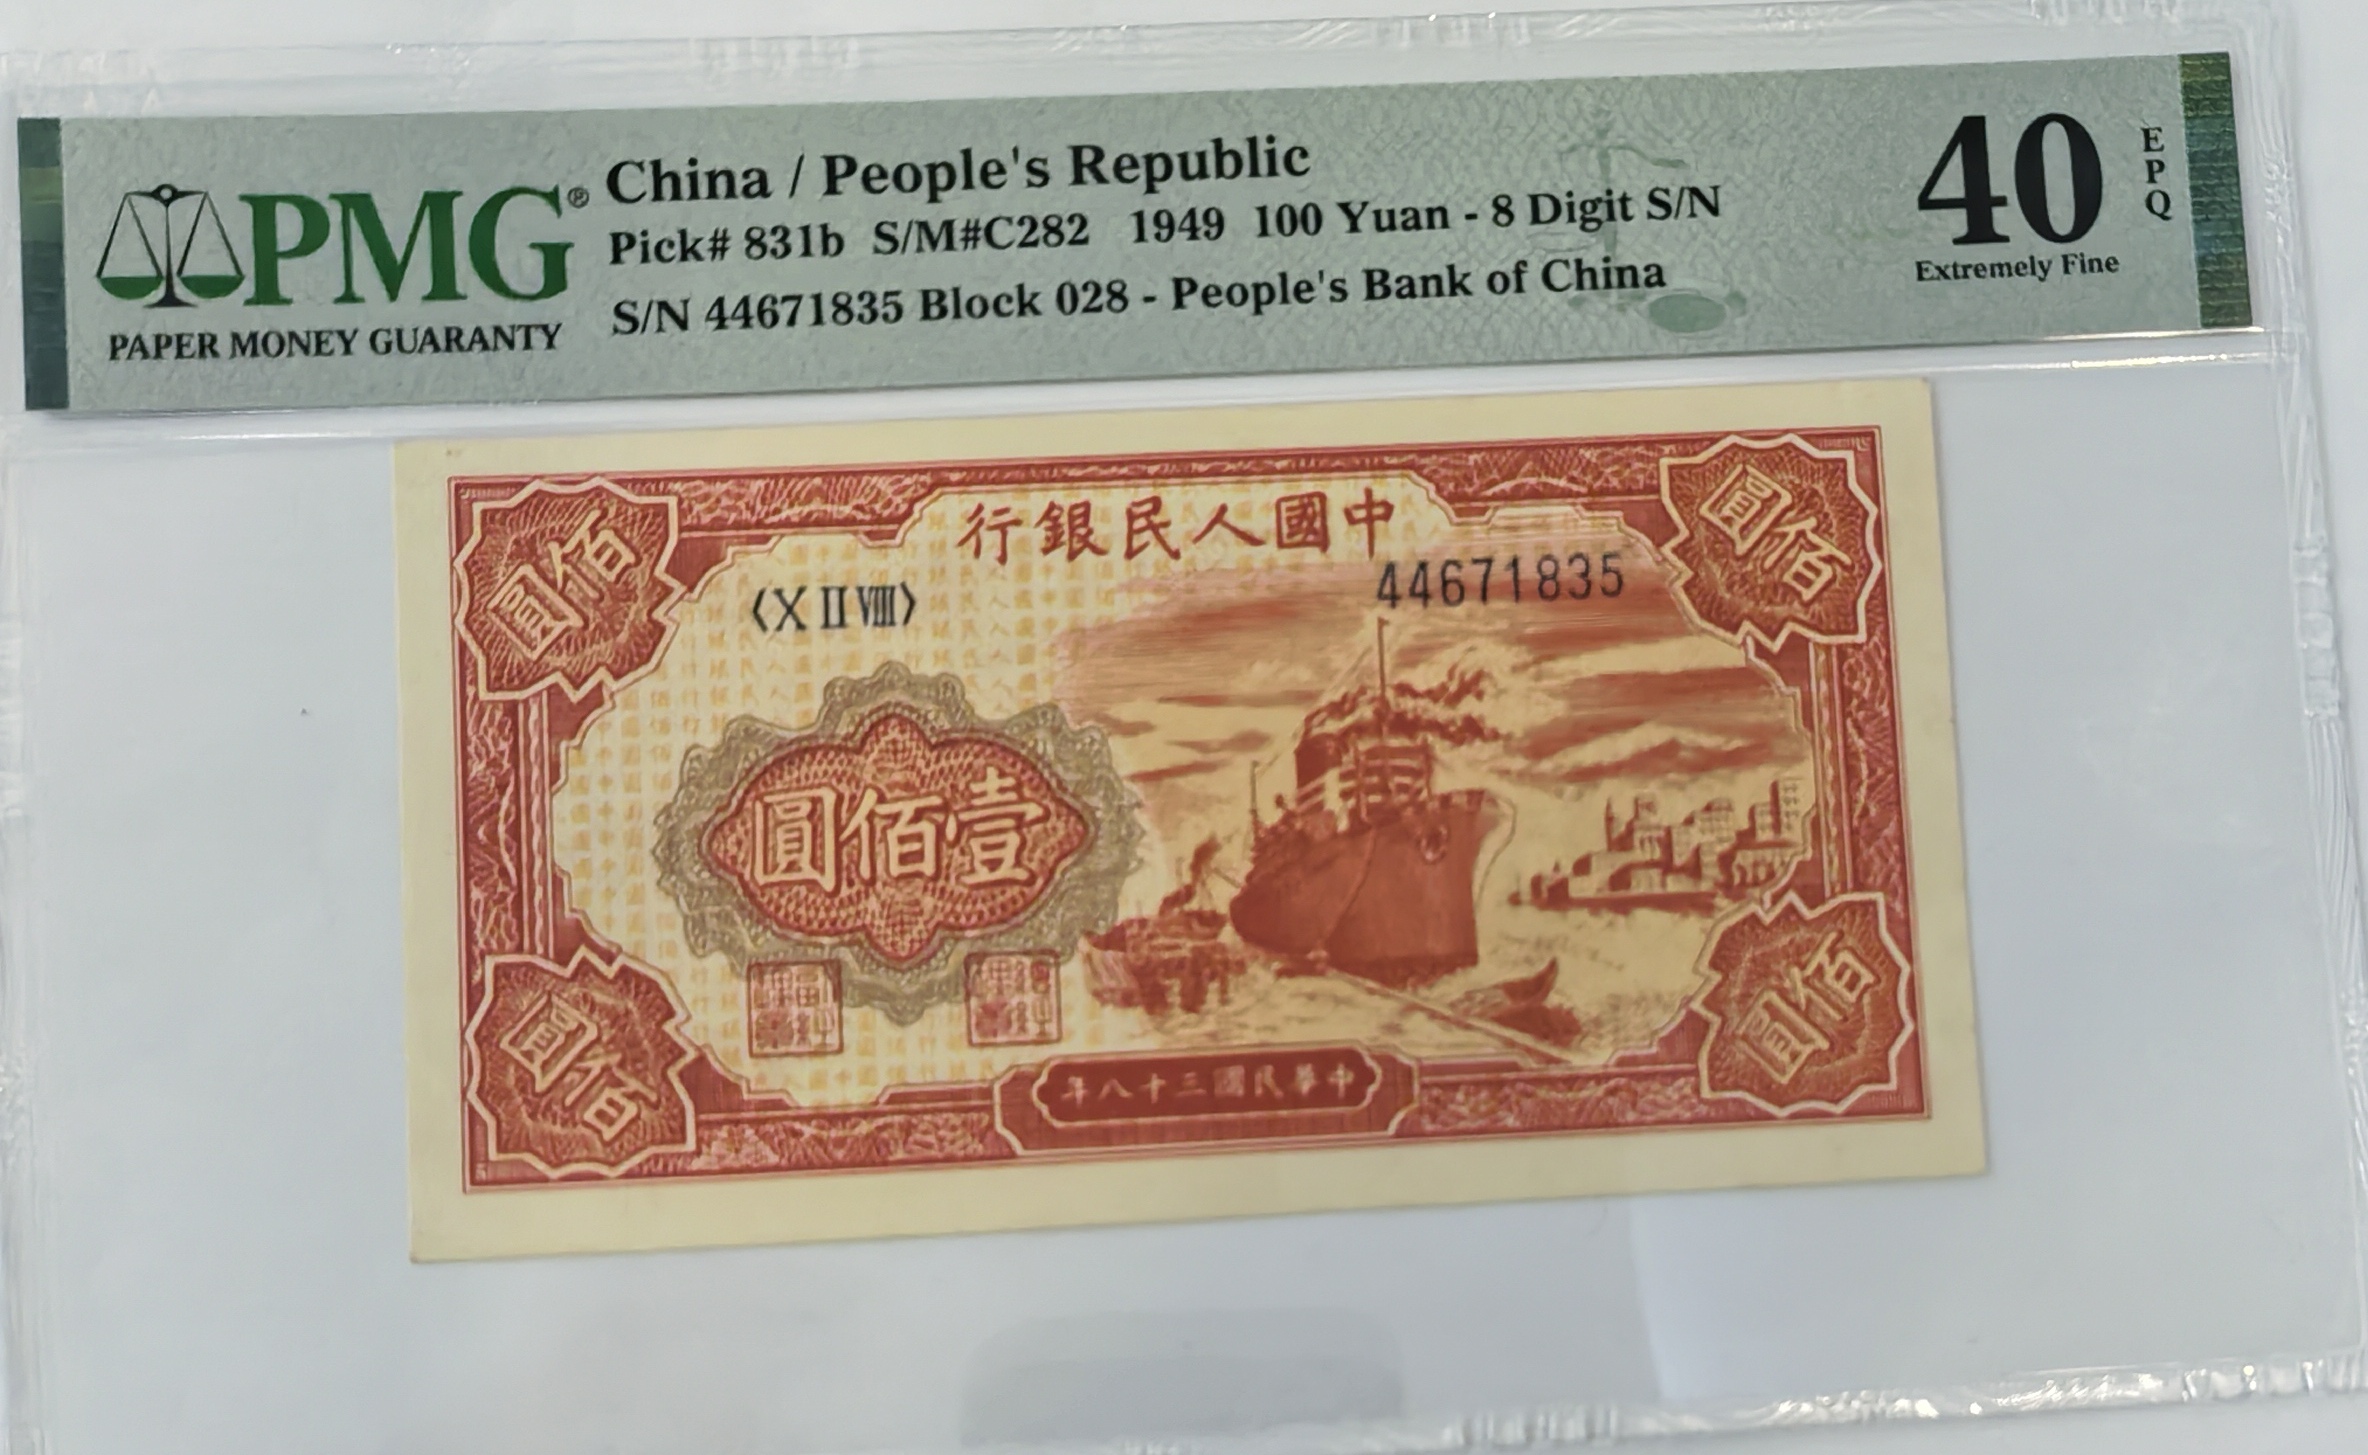 China / People's Republic
Pick# 831b S/M#C282 1949 100 Yuan - 8 Digit S/N
S/N 44671835 Block 028 - People's Bank of China
PMG®
PAPER MONEY GUARANTY
40
EPQ
Extremely Fine
行銀民人國中
44671835
〈X II VIII〉
圓佰
圓佰
圓佰壹
圓佰
圓佰
年八十三國民華中